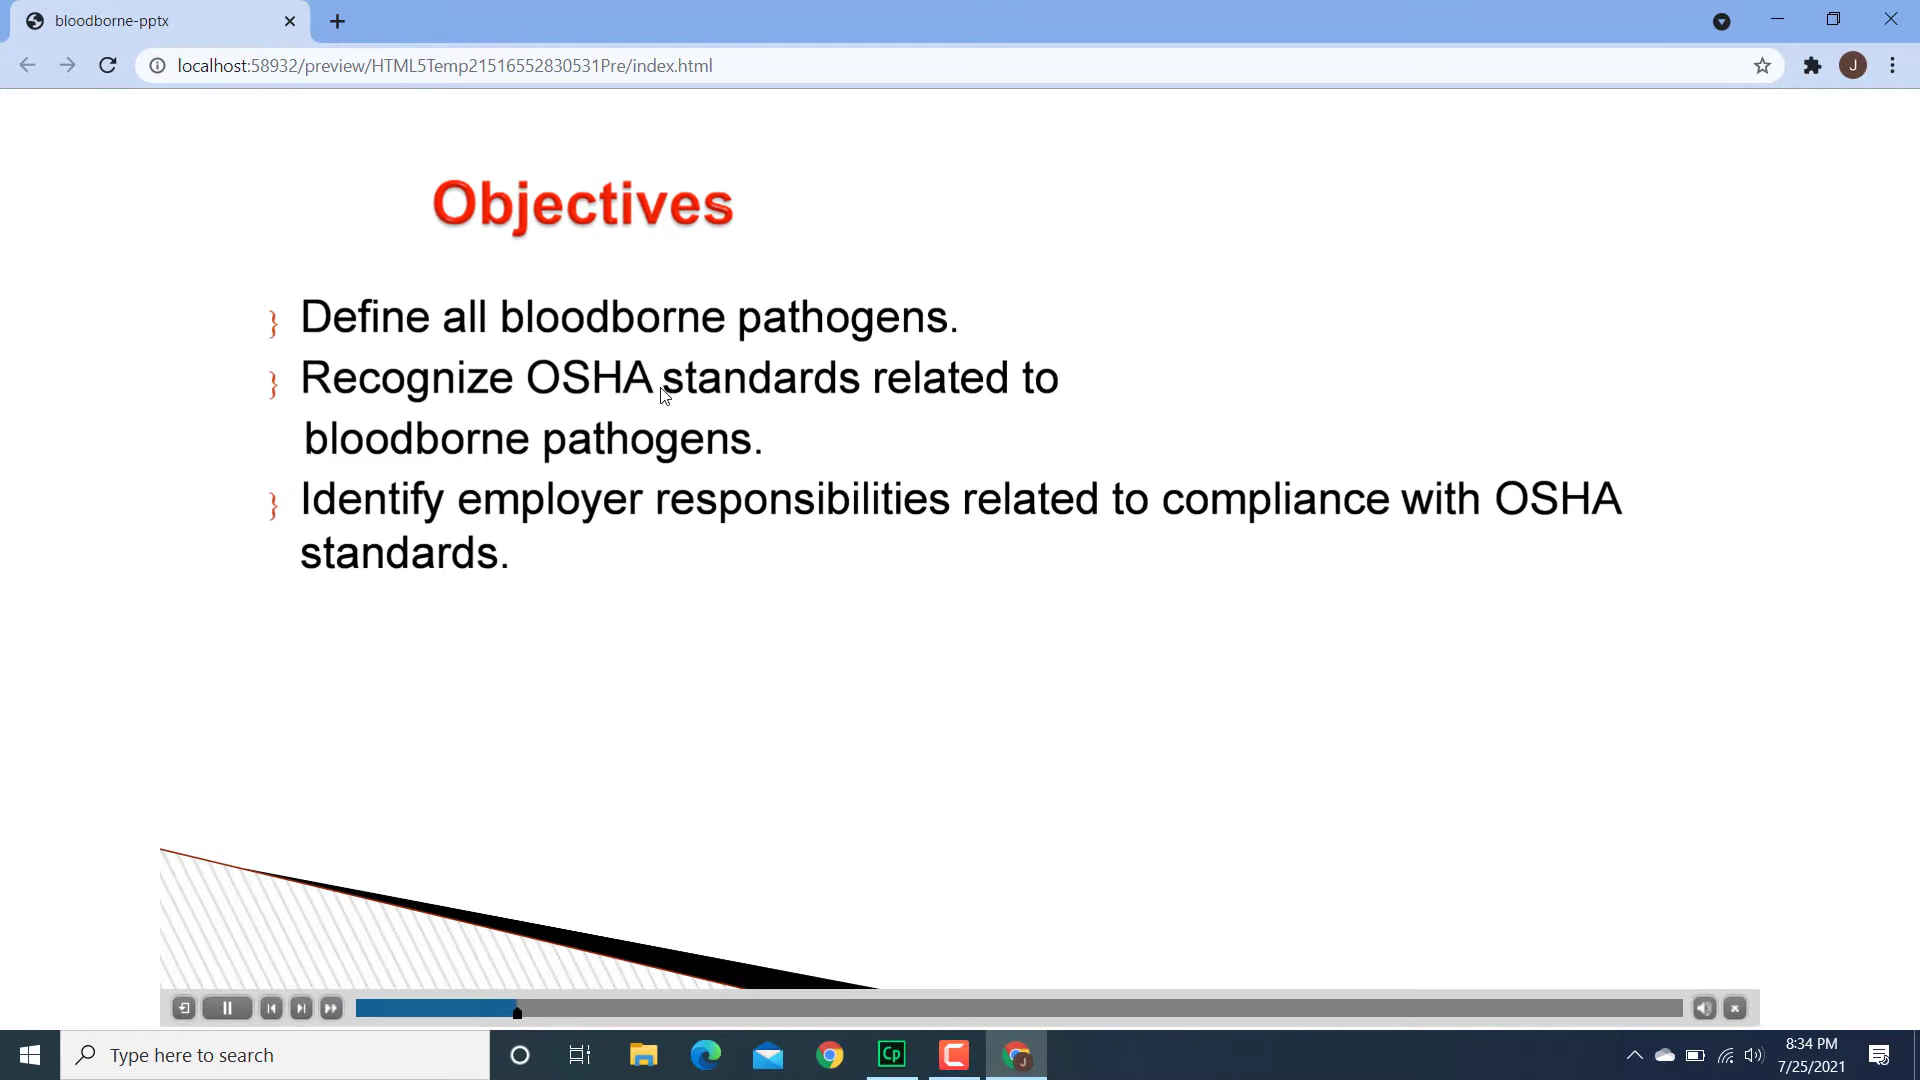 bloodborne-pptx
localhost:58932/preview/HTML5Temp21516552830531Pre/index.html
J
Objectives
} Define all bloodborne pathogens.
} Recognize OSHA standards related to
bloodborne pathogens.
} Identify employer responsibilities related to compliance with OSHA
standards.
Type here to search
Cp
J
8:34 PM
7/25/2021